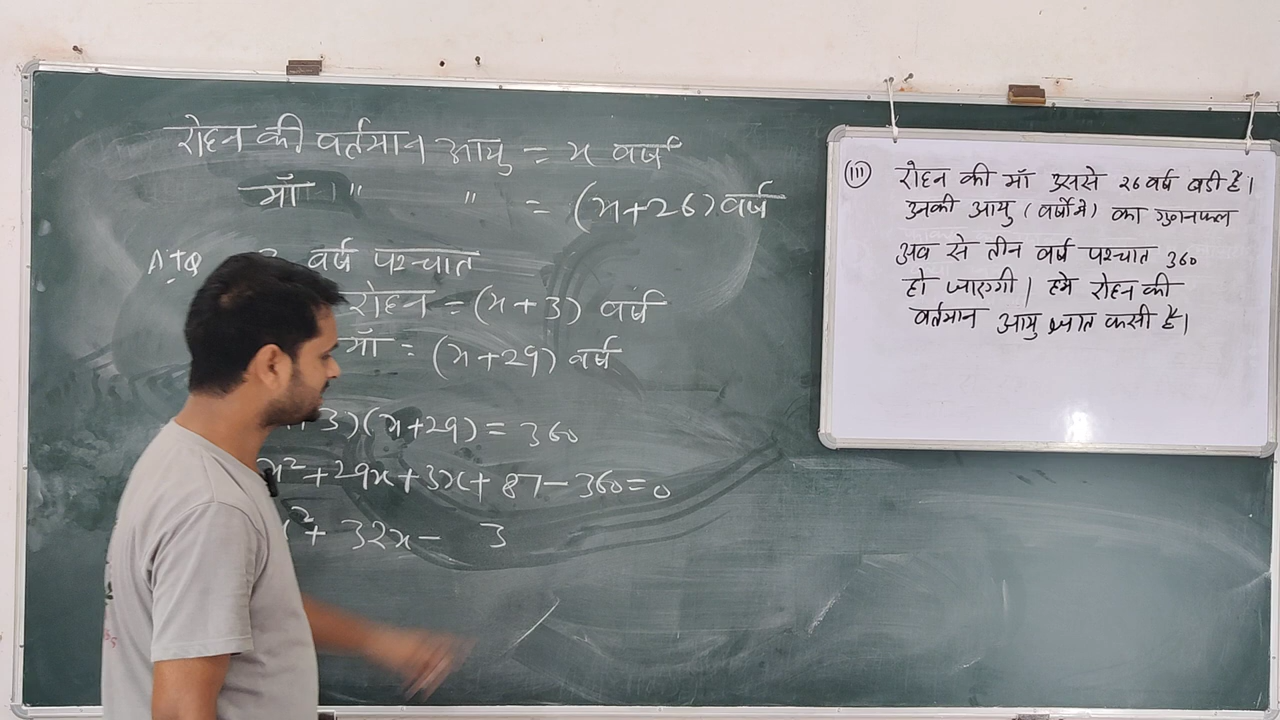 रोहन की वर्तमान आयु = x वर्ष
माँ " " = (x+26) वर्ष
A.T.Q 3 वर्ष पश्चात
रोहन = (x+3) वर्ष
माँ = (x+29) वर्ष
3)(x+29) = 360
x²+29x+3x+87-360=0
x²+ 32x- 3
(iii) रोहन की माँ उससे 26 वर्ष बड़ी है।
उनकी आयु (वर्षों में) का गुणनफल
अब से तीन वर्ष पश्चात 360
हो जाएगी। हमे रोहन की
वर्तमान आयु ज्ञात करनी है।